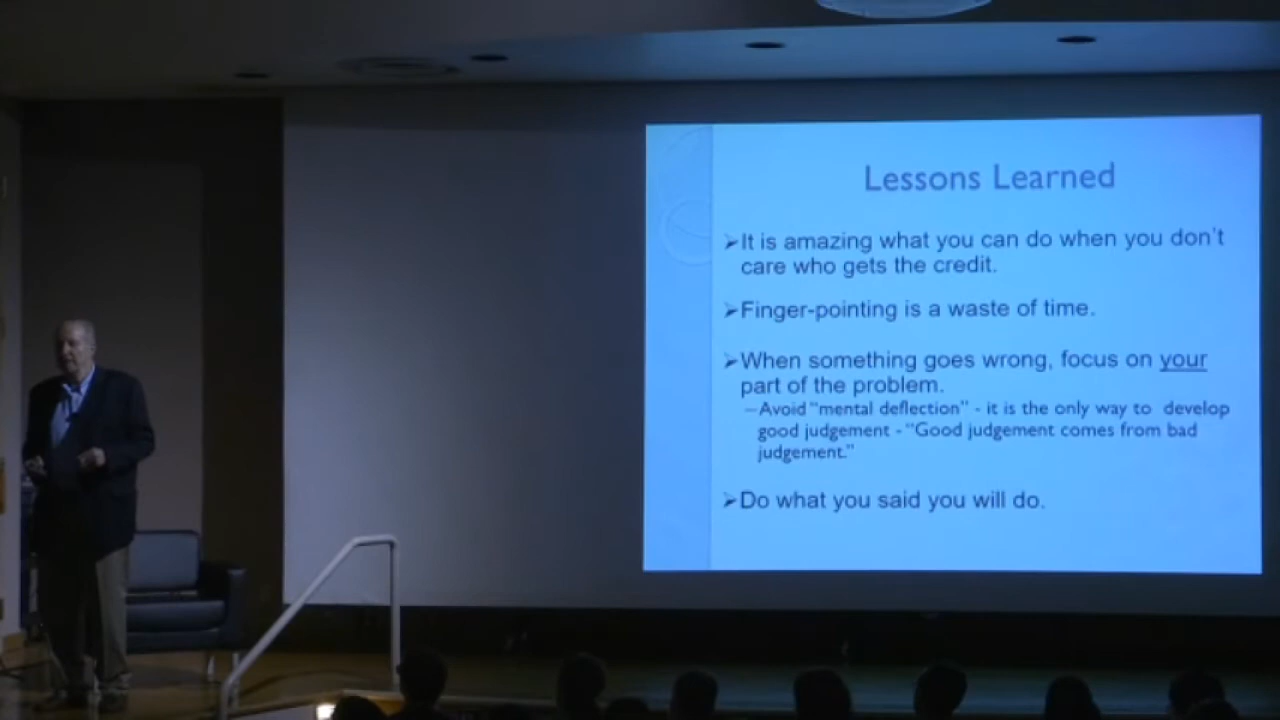 Lessons Learned
➢It is amazing what you can do when you don't
care who gets the credit.
➢Finger-pointing is a waste of time.
➢When something goes wrong, focus on your
part of the problem.
–Avoid "mental deflection" - it is the only way to develop
good judgement - "Good judgement comes from bad
judgement."
➢Do what you said you will do.